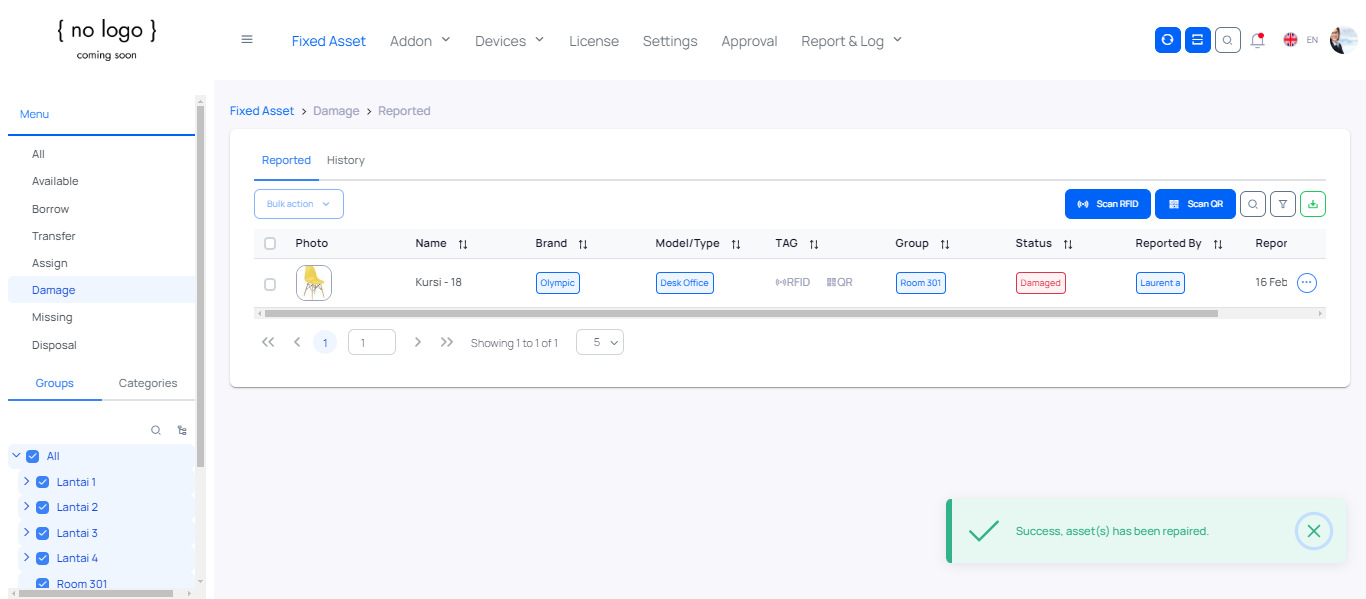 { no logo }
coming soon
Fixed Asset Addon Devices License Settings Approval Report & Log EN
Menu
All
Available
Borrow
Transfer
Assign
Damage
Missing
Disposal
Groups Categories
All
Lantai 1
Lantai 2
Lantai 3
Lantai 4
Room 301
Fixed Asset > Damage > Reported
Reported History
Bulk action Scan RFID Scan QR
Photo Name Brand Model/Type TAG Group Status Reported By Repor
Kursi - 18 Olympic Desk Office RFID QR Room 301 Damaged Laurent a 16 Feb
1 1 Showing 1 to 1 of 1 5
Success, asset(s) has been repaired.